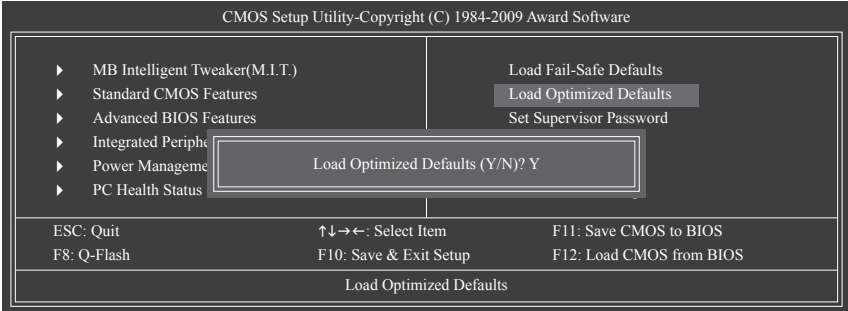 CMOS Setup Utility-Copyright (C) 1984-2009 Award Software
MB Intelligent Tweaker(M.I.T.)
Standard CMOS Features
Advanced BIOS Features
Integrated Periphe
Power Manageme
PC Health Status
Load Fail-Safe Defaults
Load Optimized Defaults
Set Supervisor Password
Load Optimized Defaults (Y/N)? Y
ESC: Quit ↑↓→←: Select Item F11: Save CMOS to BIOS
F8: Q-Flash F10: Save & Exit Setup F12: Load CMOS from BIOS
Load Optimized Defaults